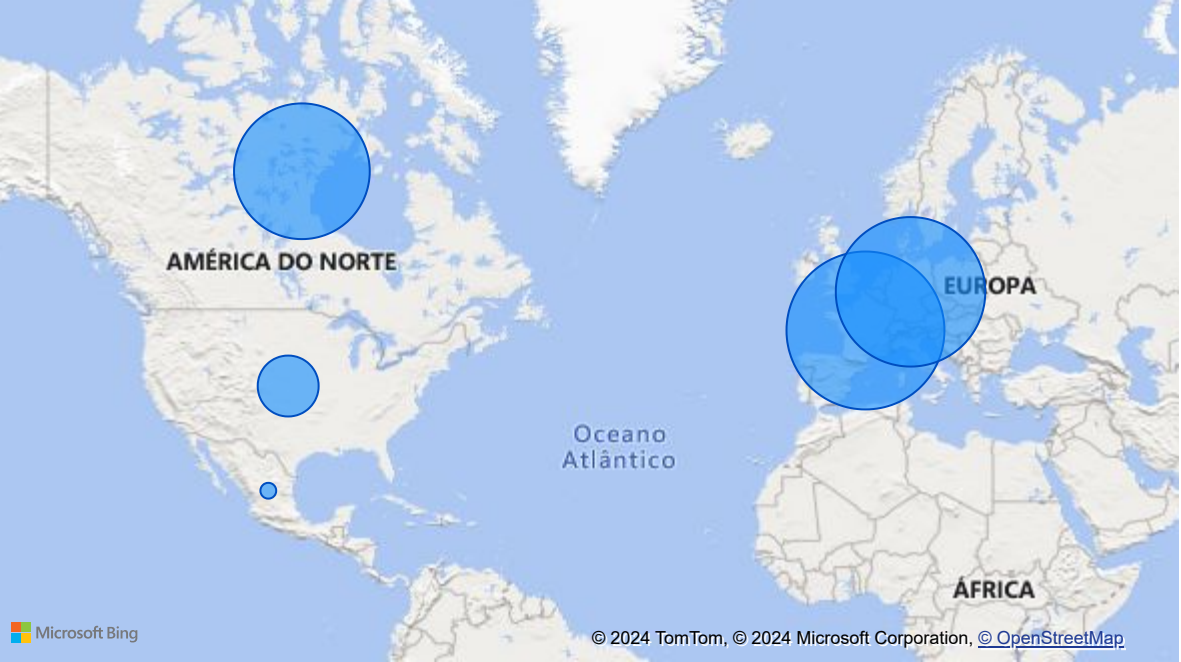 AMÉRICA DO NORTE
EUROPA
Oceano
Atlântico
ÁFRICA
Microsoft Bing
© 2024 TomTom, © 2024 Microsoft Corporation, © OpenStreetMap